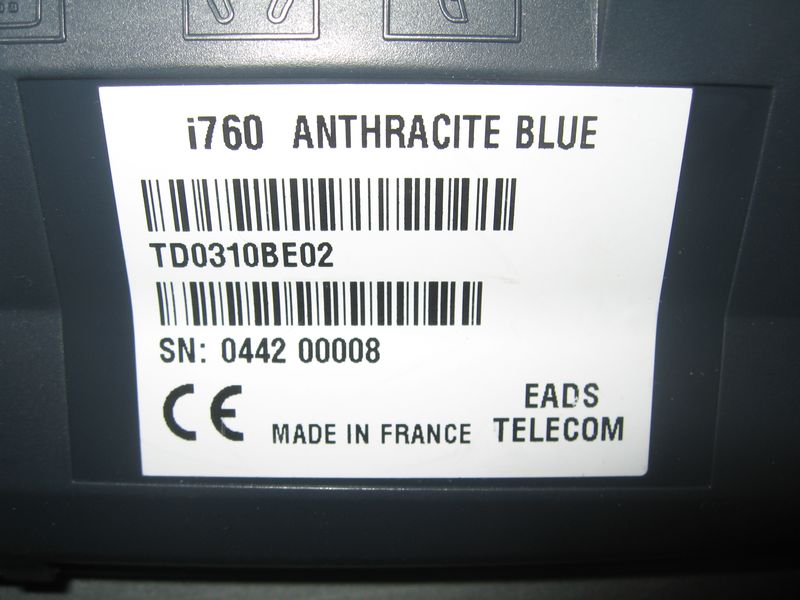 i760 ANTHRACITE BLUE
TD0310BE02
SN: 0442 00008
CE MADE IN FRANCE EADS TELECOM